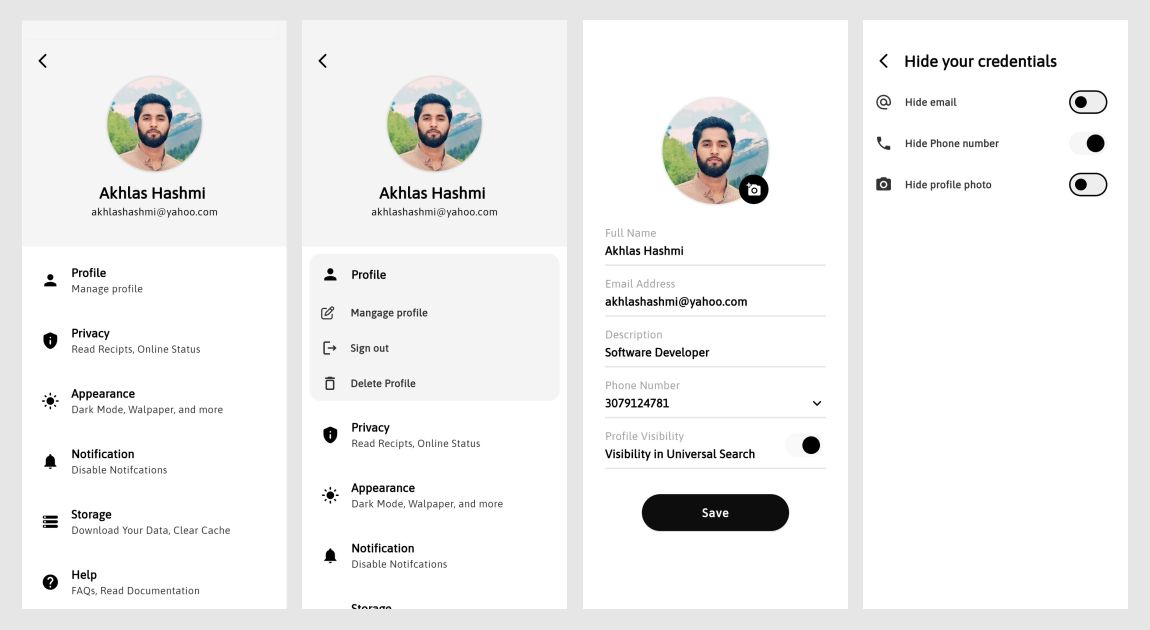 Akhlas Hashmi
akhlashashmi@yahoo.com
Profile
Manage profile
Privacy
Read Recipts, Online Status
Appearance
Dark Mode, Walpaper, and more
Notification
Disable Notifcations
Storage
Download Your Data, Clear Cache
Help
FAQs, Read Documentation
Akhlas Hashmi
akhlashashmi@yahoo.com
Profile
Mangage profile
Sign out
Delete Profile
Privacy
Read Recipts, Online Status
Appearance
Dark Mode, Walpaper, and more
Notification
Disable Notifcations
Storage
Full Name
Akhlas Hashmi
Email Address
akhlashashmi@yahoo.com
Description
Software Developer
Phone Number
3079124781
Profile Visibility
Visibility in Universal Search
Save
Hide your credentials
Hide email
Hide Phone number
Hide profile photo